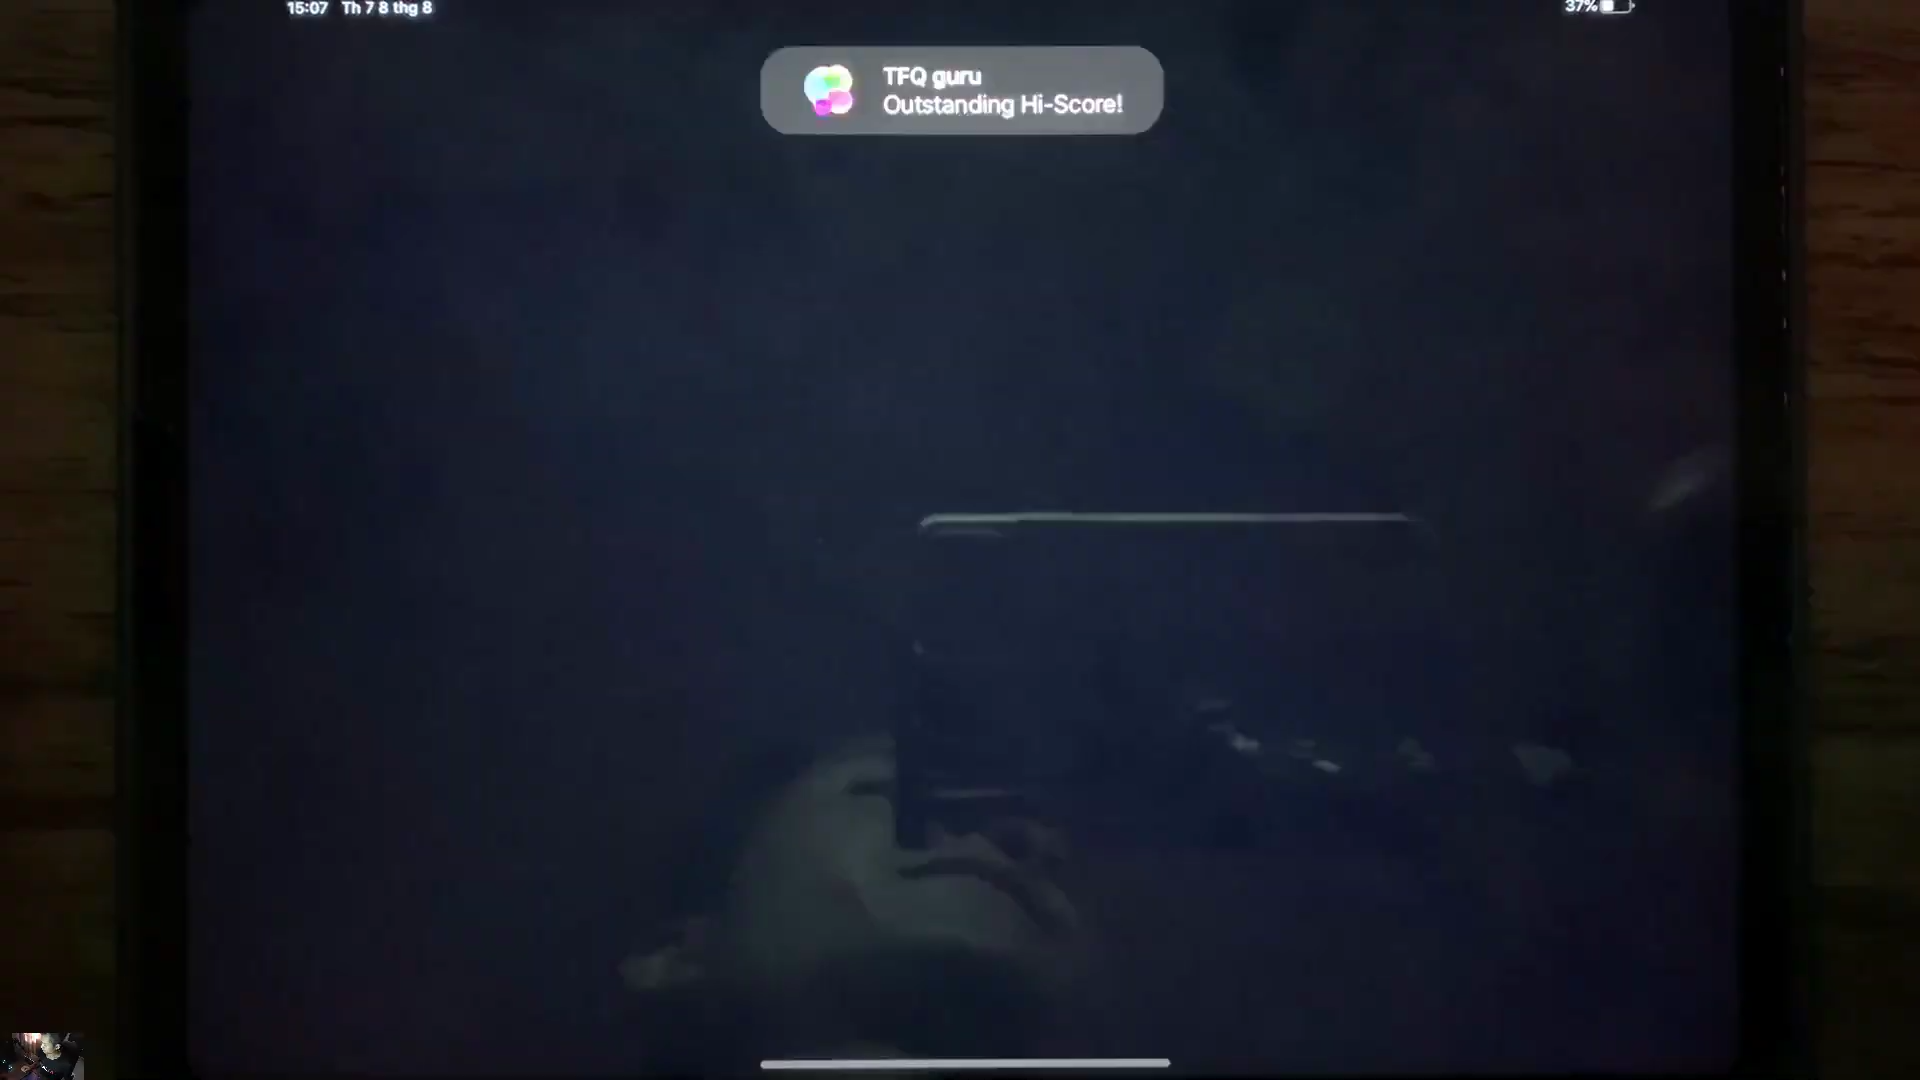 15:07 Th 7 8 thg 8
37%
TFQ guru
Outstanding Hi-Score!